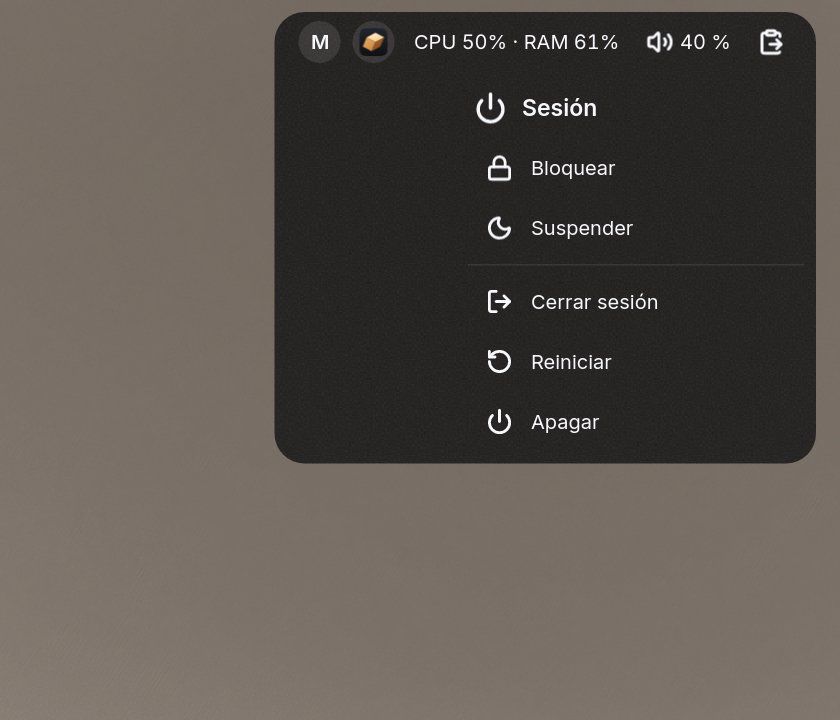 M CPU 50% · RAM 61% 40 %
Sesión
Bloquear
Suspender
Cerrar sesión
Reiniciar
Apagar